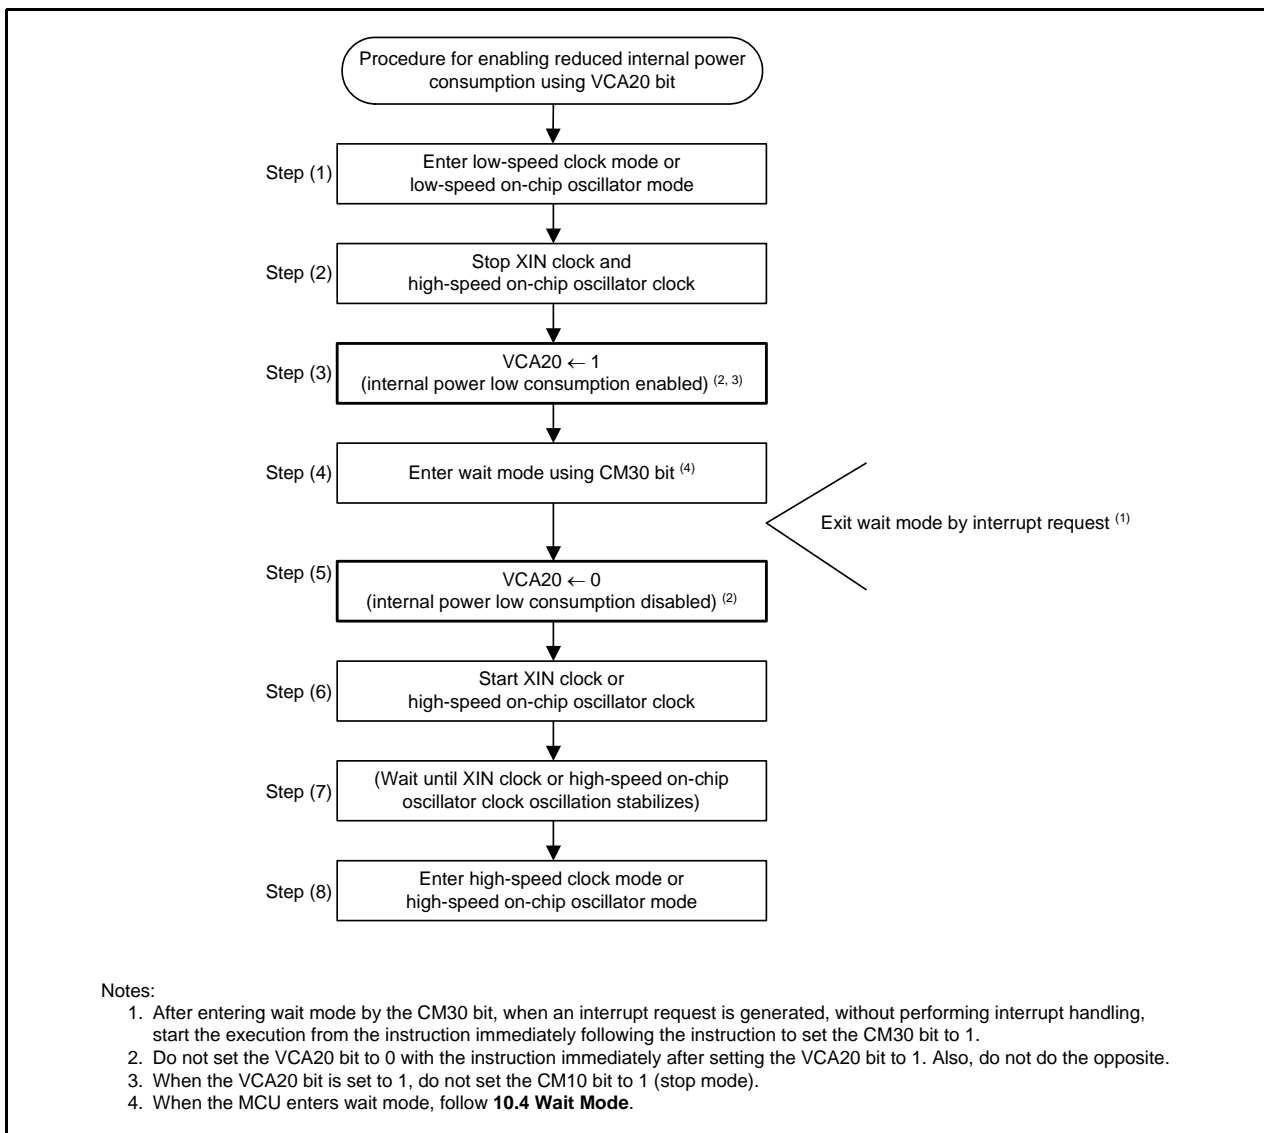 Procedure for enabling reduced internal power
consumption using VCA20 bit
Step (1)
Enter low-speed clock mode or
low-speed on-chip oscillator mode
Step (2)
Stop XIN clock and
high-speed on-chip oscillator clock
Step (3)
VCA20 ← 1
(internal power low consumption enabled) (2, 3)
Step (4)
Enter wait mode using CM30 bit (4)
Exit wait mode by interrupt request (1)
Step (5)
VCA20 ← 0
(internal power low consumption disabled) (2)
Step (6)
Start XIN clock or
high-speed on-chip oscillator clock
Step (7)
(Wait until XIN clock or high-speed on-chip
oscillator clock oscillation stabilizes)
Step (8)
Enter high-speed clock mode or
high-speed on-chip oscillator mode
Notes:
1. After entering wait mode by the CM30 bit, when an interrupt request is generated, without performing interrupt handling,
start the execution from the instruction immediately following the instruction to set the CM30 bit to 1.
2. Do not set the VCA20 bit to 0 with the instruction immediately after setting the VCA20 bit to 1. Also, do not do the opposite.
3. When the VCA20 bit is set to 1, do not set the CM10 bit to 1 (stop mode).
4. When the MCU enters wait mode, follow 10.4 Wait Mode.